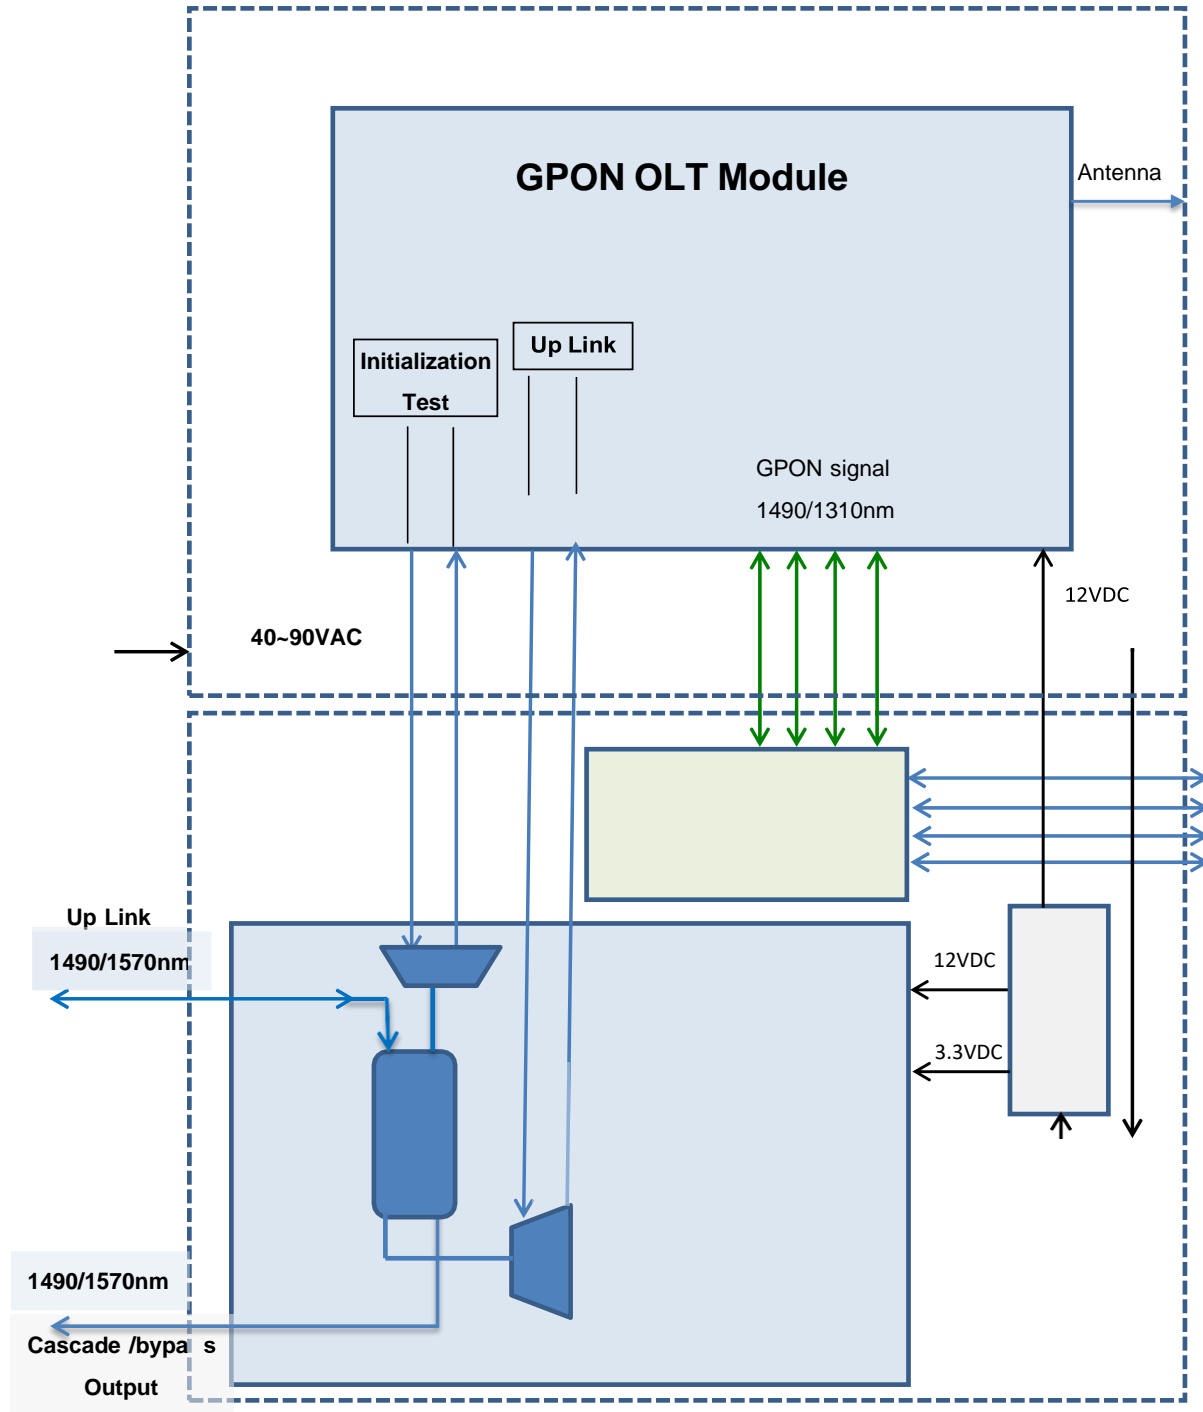 GPON OLT Module
Antenna
Up Link
Initialization
Test
GPON signal
1490/1310nm
12VDC
40~90VAC
Up Link
1490/1570nm
12VDC
3.3VDC
1490/1570nm
Cascade /bypa s
Output